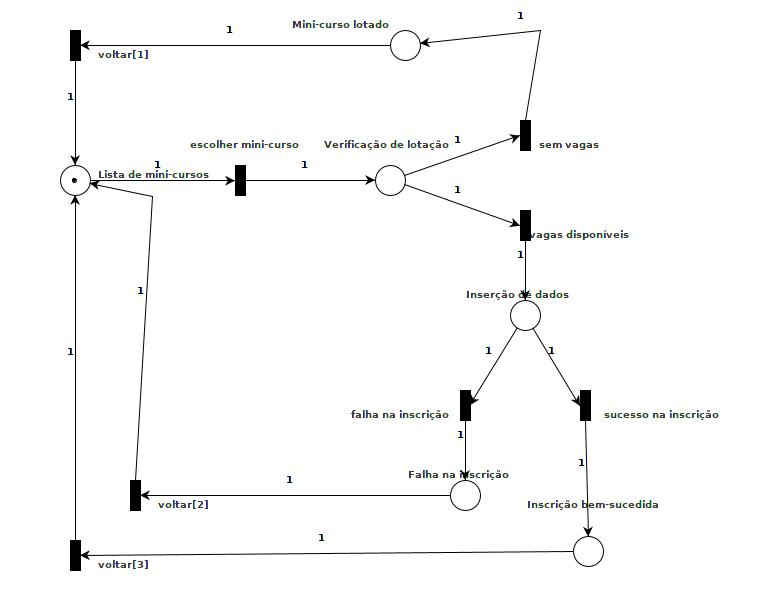 1
Mini-curso lotado
1
voltar[1]
1
escolher mini-curso
Verificação de lotação
1
sem vagas
1
Lista de mini-cursos
1
1
vagas disponíveis
1
1
Inserção de dados
1
1
1
falha na inscrição
sucesso na inscrição
1
1
Falha na inscrição
1
voltar[2]
Inscrição bem-sucedida
1
voltar[3]